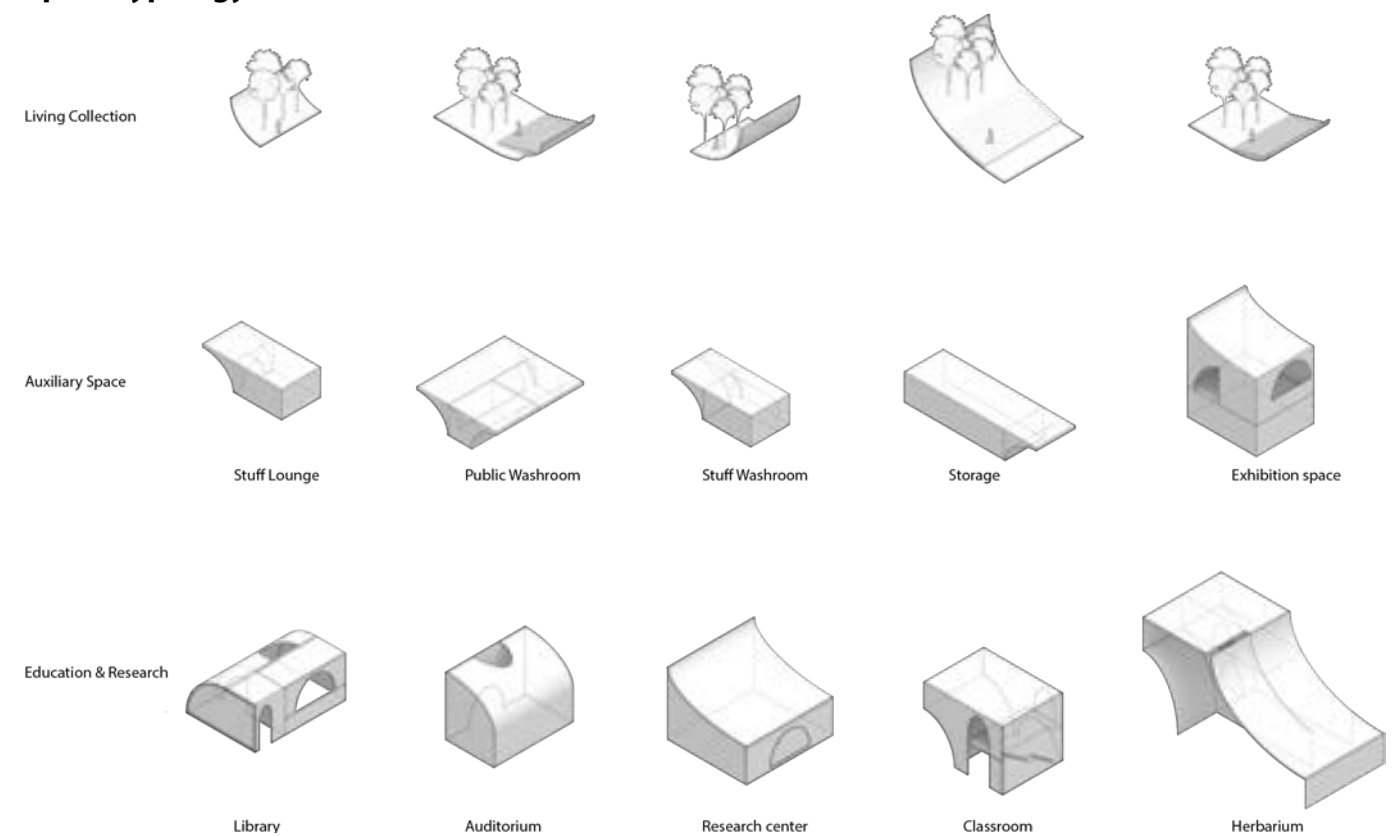 Living Collection
Auxiliary Space
Stuff Lounge
Public Washroom
Stuff Washroom
Storage
Exhibition space
Education & Research
Library
Auditorium
Research center
Classroom
Herbarium